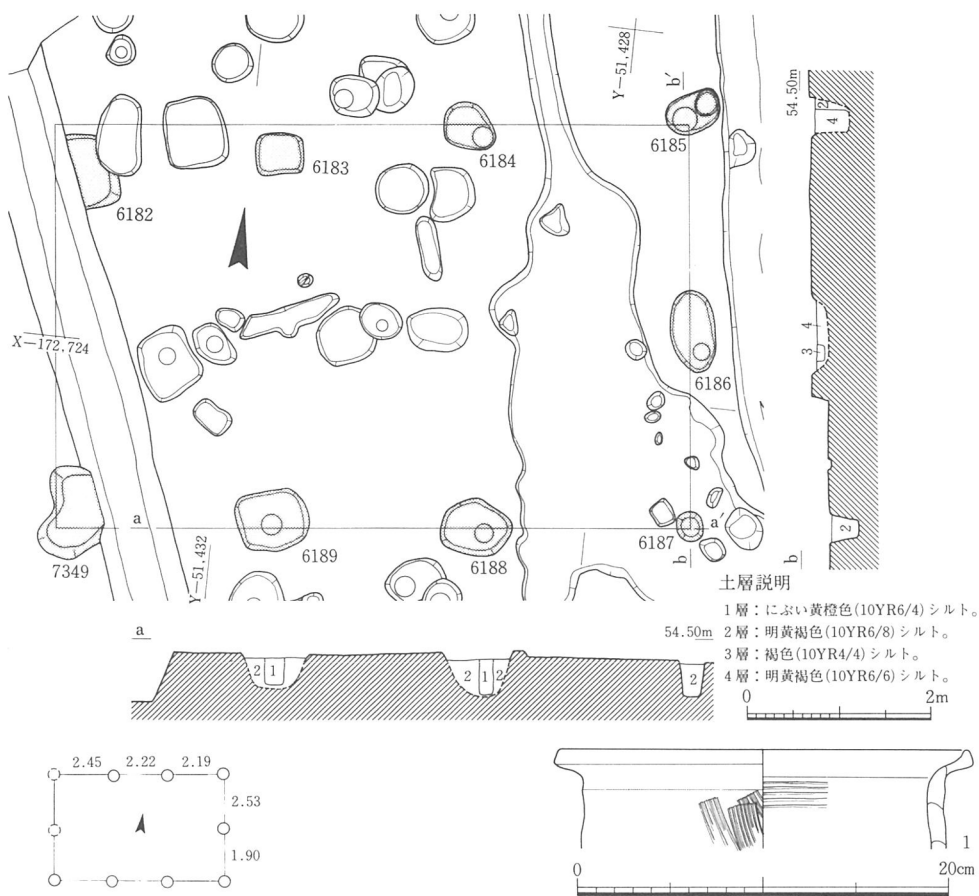 Y−51.428
b′
54.50m
2
4
6182
6183
6184
6185
X−172.724
4
3
6186
a
a′
7349
6189
6188
6187
b
b
2
Y−51.432
土層説明
1層：にぶい黄橙色(10YR6/4)シルト。
2層：明黄褐色(10YR6/8)シルト。
3層：褐色(10YR4/4)シルト。
4層：明黄褐色(10YR6/6)シルト。
a
54.50m
2 1
2 1 2
2
0 2m
2.45 2.22 2.19
2.53
1.90
1
0 20cm